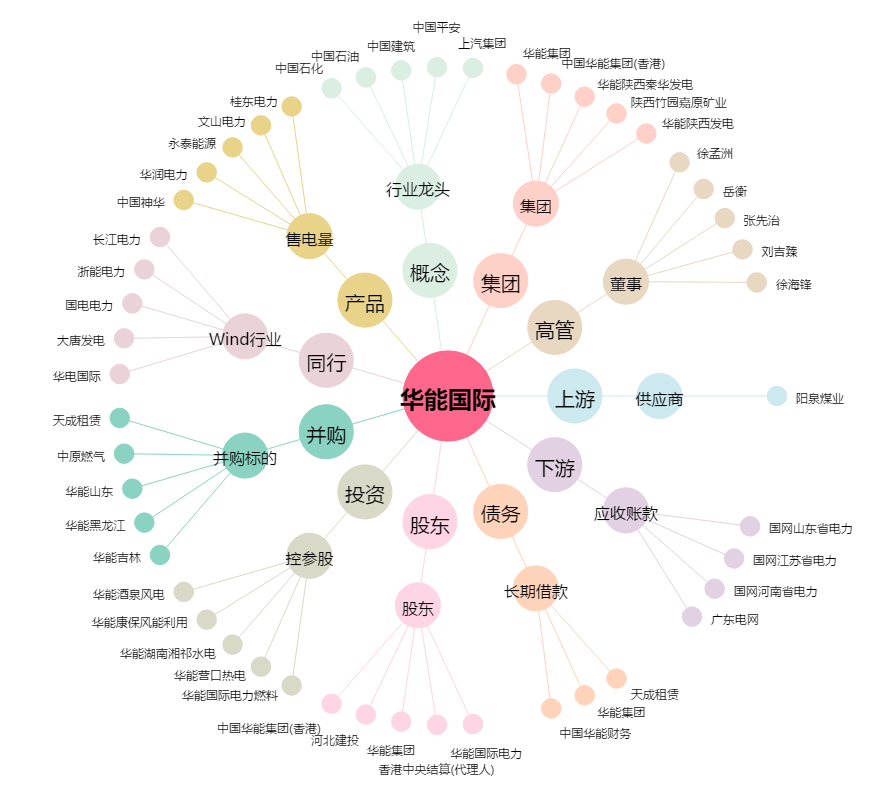 中国平安
中国建筑
上汽集团
中国石油
中国石化
华能集团
中国华能集团(香港)
华能陕西秦华发电
陕西竹园嘉原矿业
华能陕西发电
桂东电力
文山电力
永泰能源
华润电力
中国神华
行业龙头
集团
徐孟洲
岳衡
张先治
刘吉臻
徐海锋
长江电力
浙能电力
国电电力
大唐发电
华电国际
售电量
概念
集团
董事
产品
高管
Wind行业
同行
华能国际
上游
供应商
阳泉煤业
天成租赁
中原燃气
华能山东
华能黑龙江
华能吉林
并购
并购标的
下游
投资
股东
债务
应收账款
国网山东省电力
国网江苏省电力
国网河南省电力
广东电网
控参股
华能酒泉风电
华能康保风能利用
华能湖南湘祁水电
华能营口热电
华能国际电力燃料
股东
长期借款
天成租赁
华能集团
中国华能财务
中国华能集团(香港)
河北建投
华能集团
华能国际电力
香港中央结算(代理人)